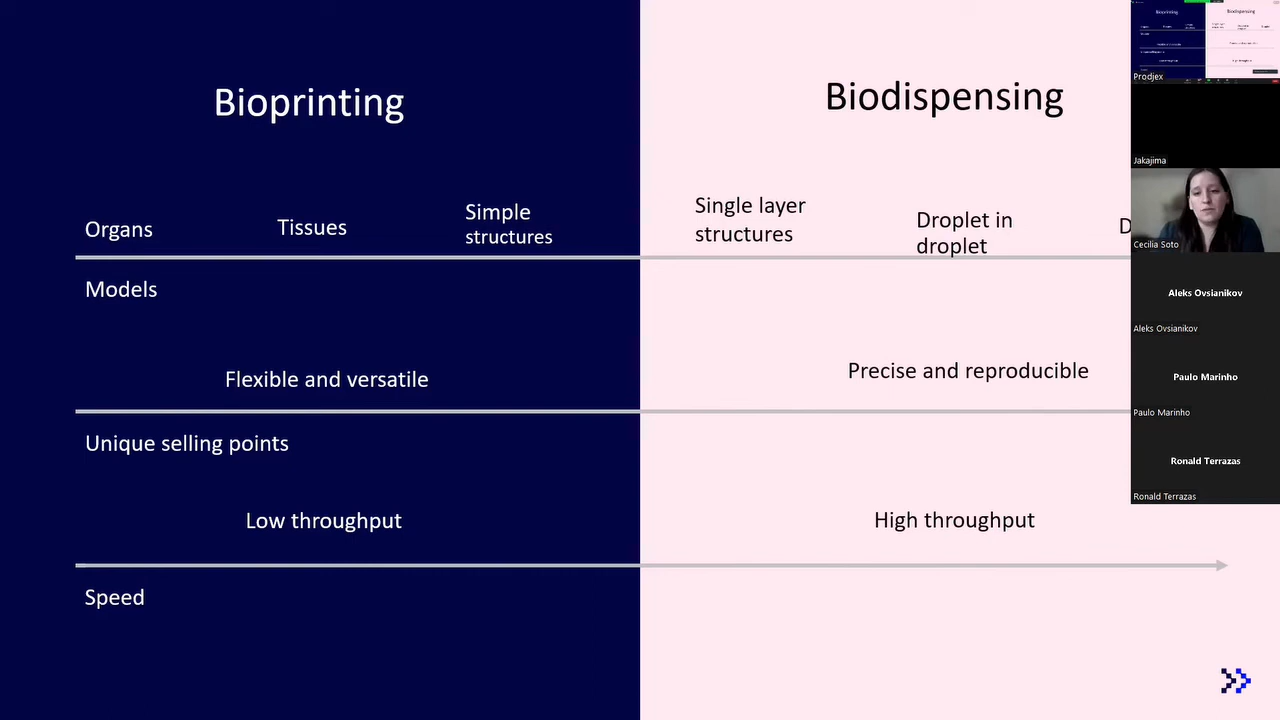 Bioprinting
Biodispensing
Organs
Tissues
Simple
structures
Single layer
structures
Droplet in
droplet
D
Models
Flexible and versatile
Precise and reproducible
Unique selling points
Low throughput
High throughput
Speed
Bioprinting
Biodispensing
Prodjex
Jakajima
Cecilia Soto
Aleks Ovsianikov
Aleks Ovsianikov
Paulo Marinho
Paulo Marinho
Ronald Terrazas
Ronald Terrazas